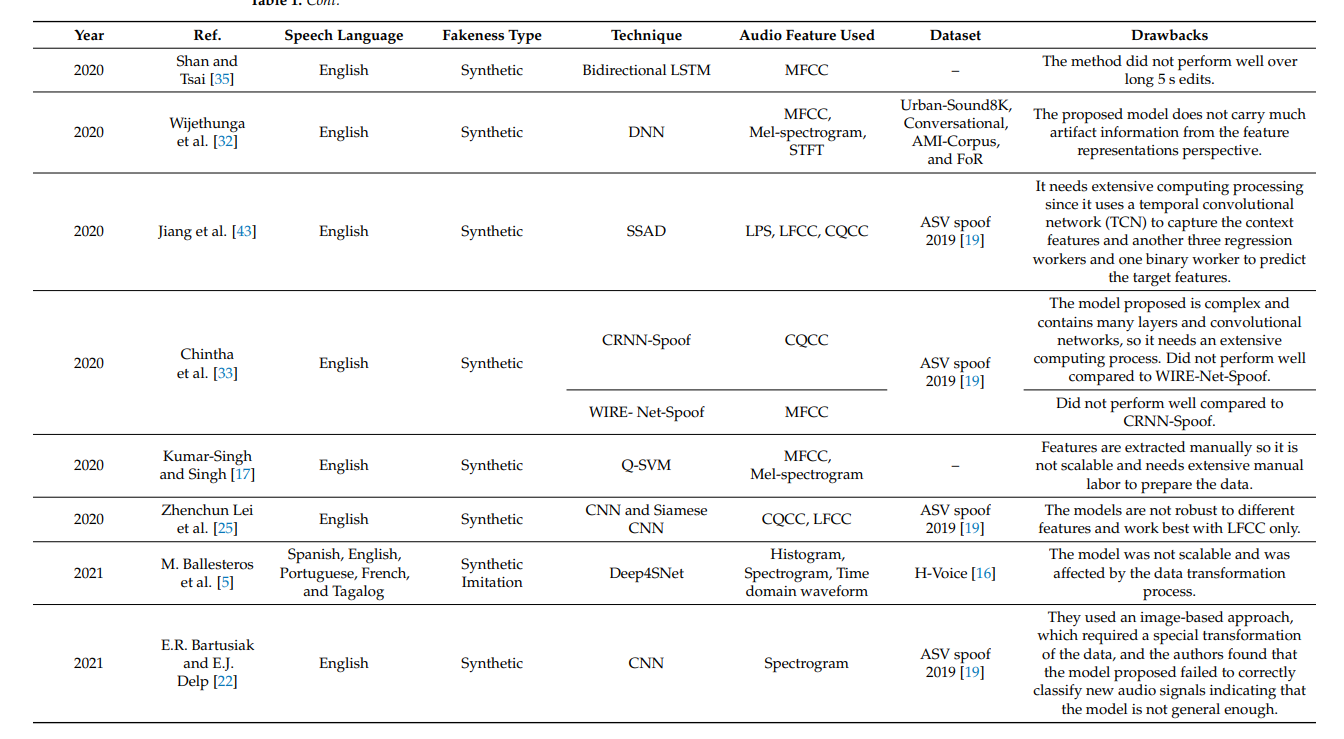 Table 1. Cont.
Year Ref. Speech Language Fakeness Type Technique Audio Feature Used Dataset Drawbacks
2020
Shan and
Tsai [35]
English
Synthetic
Bidirectional LSTM
MFCC
–
The method did not perform well over
long 5 s edits.
2020
Wijethunga
et al. [32]
English
Synthetic
DNN
MFCC,
Mel-spectrogram,
STFT
Urban-Sound8K,
Conversational,
AMI-Corpus,
and FoR
The proposed model does not carry much
artifact information from the feature
representations perspective.
2020
Jiang et al. [43]
English
Synthetic
SSAD
LPS, LFCC, CQCC
ASV spoof
2019 [19]
It needs extensive computing processing
since it uses a temporal convolutional
network (TCN) to capture the context
features and another three regression
workers and one binary worker to predict
the target features.
2020
Chintha
et al. [33]
English
Synthetic
CRNN-Spoof
CQCC
ASV spoof
2019 [19]
The model proposed is complex and
contains many layers and convolutional
networks, so it needs an extensive
computing process. Did not perform well
compared to WIRE-Net-Spoof.
WIRE- Net-Spoof
MFCC
Did not perform well compared to
CRNN-Spoof.
2020
Kumar-Singh
and Singh [17]
English
Synthetic
Q-SVM
MFCC,
Mel-spectrogram
–
Features are extracted manually so it is
not scalable and needs extensive manual
labor to prepare the data.
2020
Zhenchun Lei
et al. [25]
English
Synthetic
CNN and Siamese
CNN
CQCC, LFCC
ASV spoof
2019 [19]
The models are not robust to different
features and work best with LFCC only.
2021
M. Ballesteros
et al. [5]
Spanish, English,
Portuguese, French,
and Tagalog
Synthetic
Imitation
Deep4SNet
Histogram,
Spectrogram, Time
domain waveform
H-Voice [16]
The model was not scalable and was
affected by the data transformation
process.
2021
E.R. Bartusiak
and E.J.
Delp [22]
English
Synthetic
CNN
Spectrogram
ASV spoof
2019 [19]
They used an image-based approach,
which required a special transformation
of the data, and the authors found that
the model proposed failed to correctly
classify new audio signals indicating that
the model is not general enough.